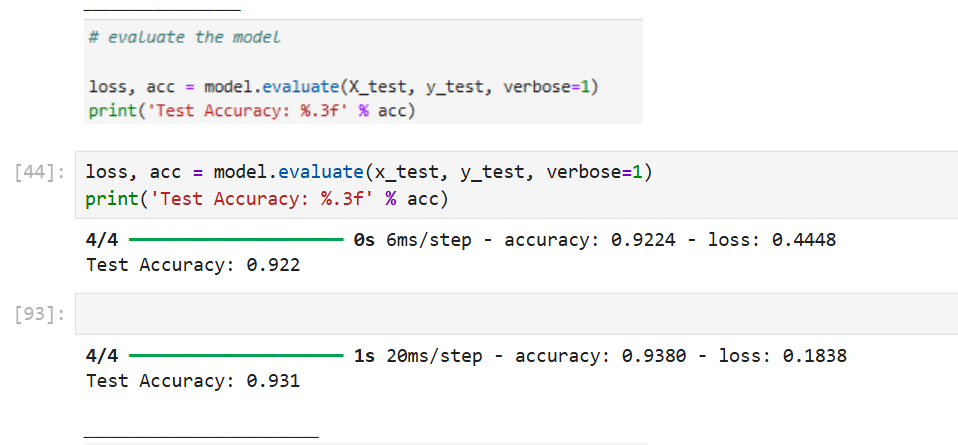 # evaluate the model
loss, acc = model.evaluate(X_test, y_test, verbose=1)
print('Test Accuracy: %.3f' % acc)
[44]: loss, acc = model.evaluate(x_test, y_test, verbose=1)
print('Test Accuracy: %.3f' % acc)
4/4 ━━━━━━━━━━━━━━━━━━━━ 0s 6ms/step - accuracy: 0.9224 - loss: 0.4448
Test Accuracy: 0.922
[93]:
4/4 ━━━━━━━━━━━━━━━━━━━━ 1s 20ms/step - accuracy: 0.9380 - loss: 0.1838
Test Accuracy: 0.931